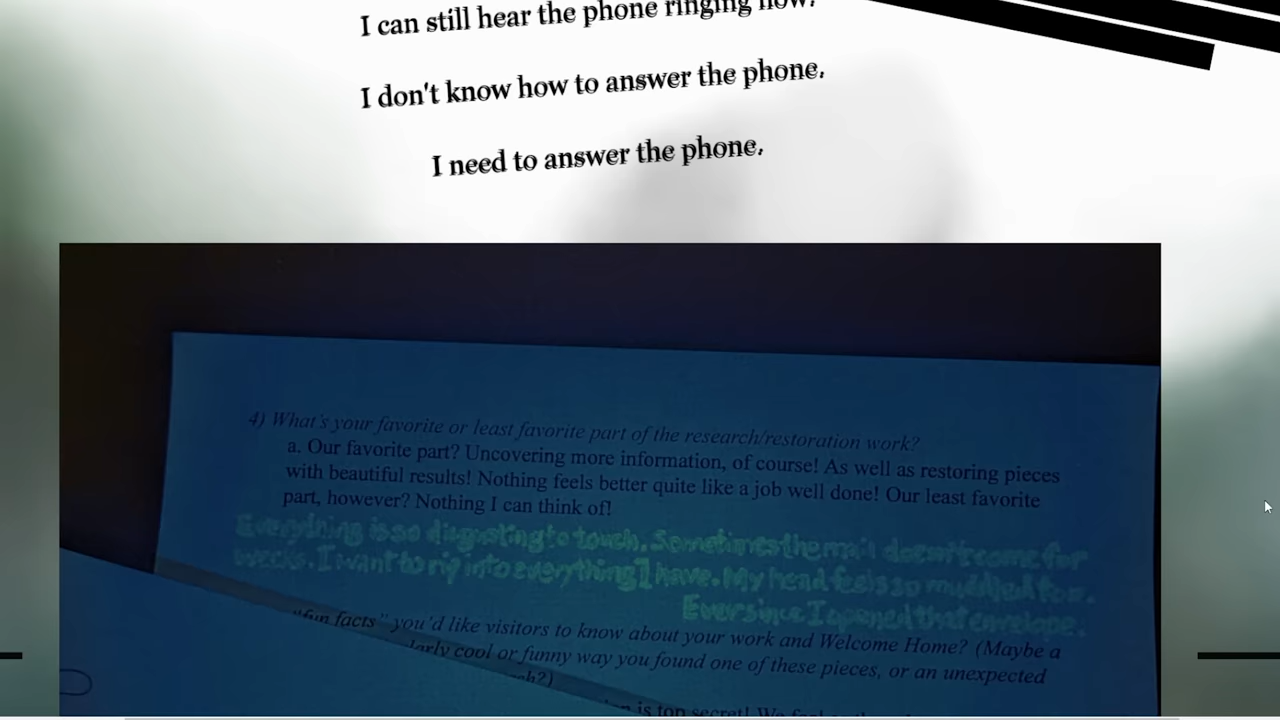 I can still hear the phone ringing now.
I don't know how to answer the phone.
I need to answer the phone.
4) What's your favorite or least favorite part of the research/restoration work?
a. Our favorite part? Uncovering more information, of course! As well as restoring pieces
with beautiful results! Nothing feels better quite like a job well done! Our least favorite
part, however? Nothing I can think of!
Everything is so disgusting to touch. Sometimes the mail doesn't come for
weeks. I want to rip into everything I have. My head feels so muddied too.
Ever since I opened that envelope.
"fun facts" you'd like visitors to know about your work and Welcome Home? (Maybe a
cool or funny way you found one of these pieces, or an unexpected
is top secret! We